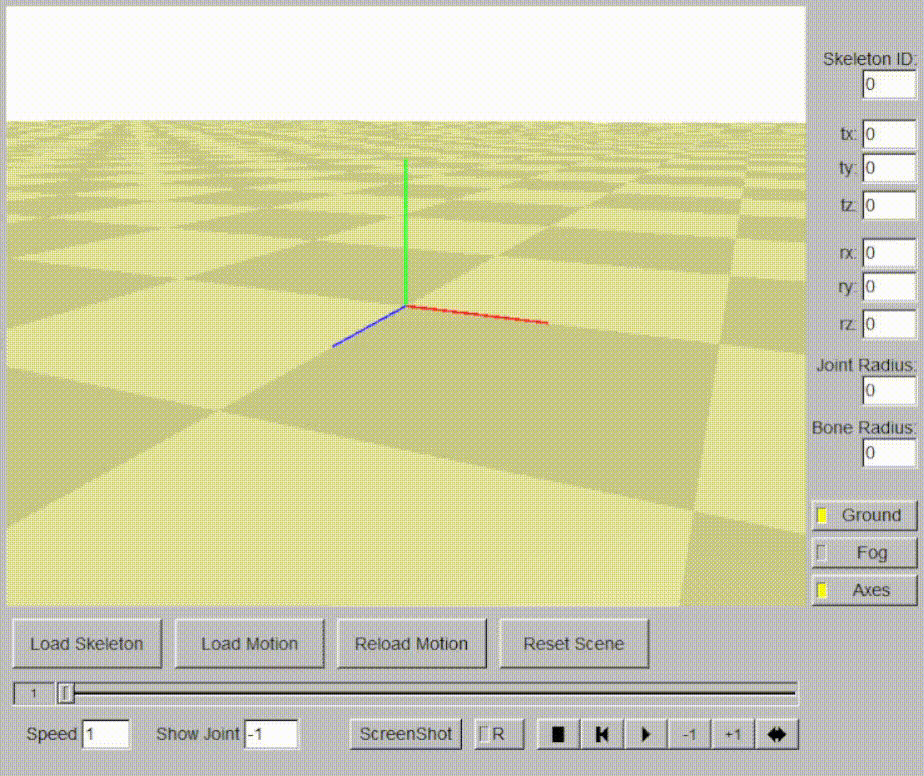 Skeleton ID:
0
tx: 0
ty: 0
tz: 0
rx: 0
ry: 0
rz: 0
Joint Radius:
0
Bone Radius:
0
Ground
Fog
Axes
Load Skeleton Load Motion Reload Motion Reset Scene
1
Speed 1 Show Joint -1 ScreenShot R -1 +1